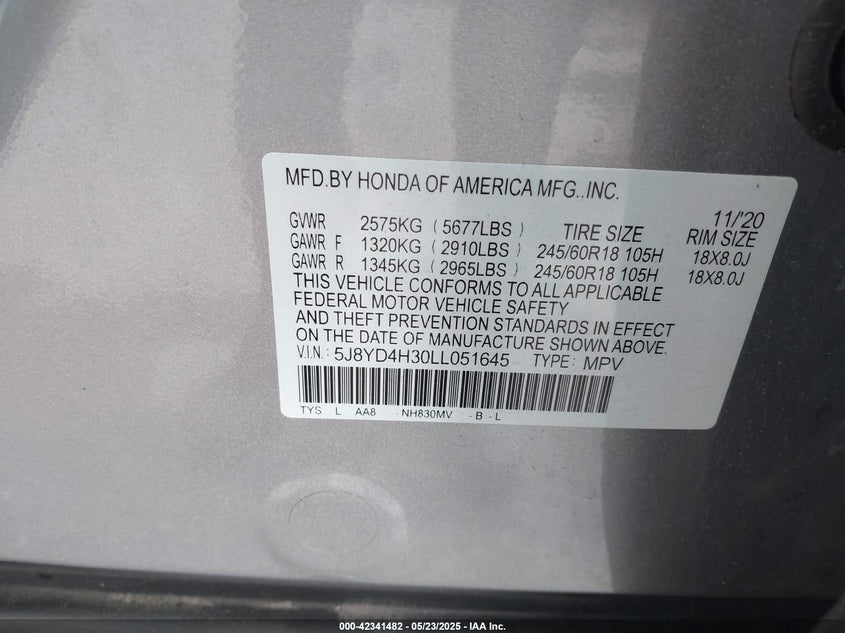 MFD.BY HONDA OF AMERICA MFG.,INC.
11/'20
GVWR 2575KG ( 5677LBS ) TIRE SIZE RIM SIZE
GAWR F 1320KG ( 2910LBS ) 245/60R18 105H 18X8.0J
GAWR R 1345KG ( 2965LBS ) 245/60R18 105H 18X8.0J
THIS VEHICLE CONFORMS TO ALL APPLICABLE
FEDERAL MOTOR VEHICLE SAFETY
AND THEFT PREVENTION STANDARDS IN EFFECT
ON THE DATE OF MANUFACTURE SHOWN ABOVE.
V.I.N.: 5J8YD4H30LL051645 TYPE: MPV
TYS L AA8 -NH830MV -B-L
000-42341482 - 05/23/2025 - IAA Inc.